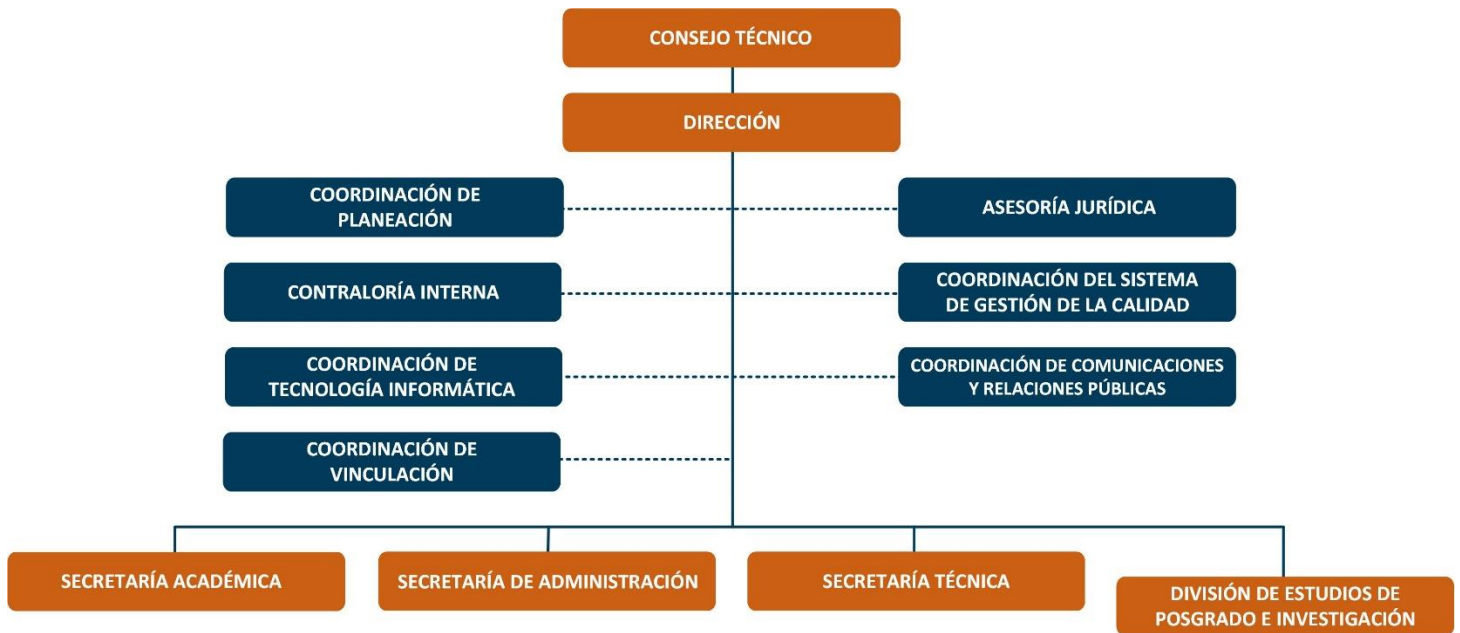 CONSEJO TÉCNICO
DIRECCIÓN
COORDINACIÓN DE
PLANEACIÓN
ASESORÍA JURÍDICA
CONTRALORÍA INTERNA
COORDINACIÓN DEL SISTEMA
DE GESTIÓN DE LA CALIDAD
COORDINACIÓN DE
TECNOLOGÍA INFORMÁTICA
COORDINACIÓN DE COMUNICACIONES
Y RELACIONES PÚBLICAS
COORDINACIÓN DE
VINCULACIÓN
SECRETARÍA ACADÉMICA
SECRETARÍA DE ADMINISTRACIÓN
SECRETARÍA TÉCNICA
DIVISIÓN DE ESTUDIOS DE
POSGRADO E INVESTIGACIÓN